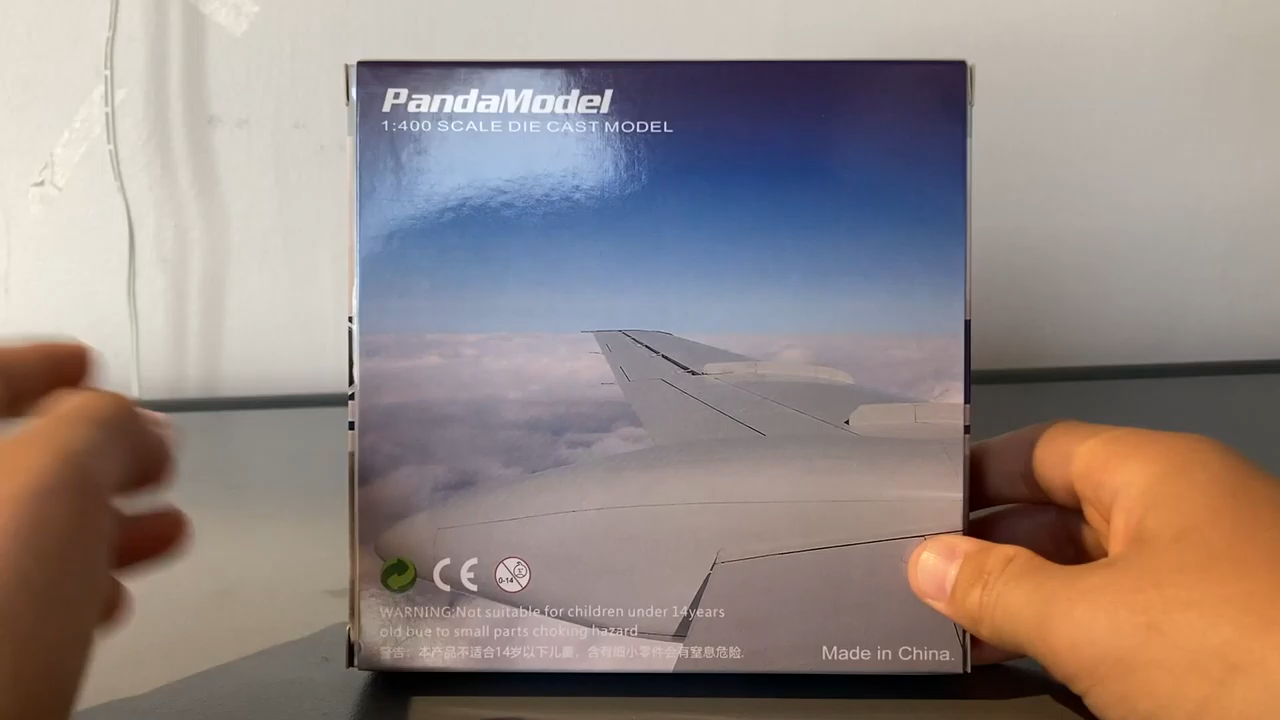 PandaModel
1:400 SCALE DIE CAST MODEL
CE
0-14
WARNING:Not suitable for children under 14years
old bue to small parts choking hazard
警告：本产品不适合14岁以下儿童，含有细小零件会有窒息危险.
Made in China.